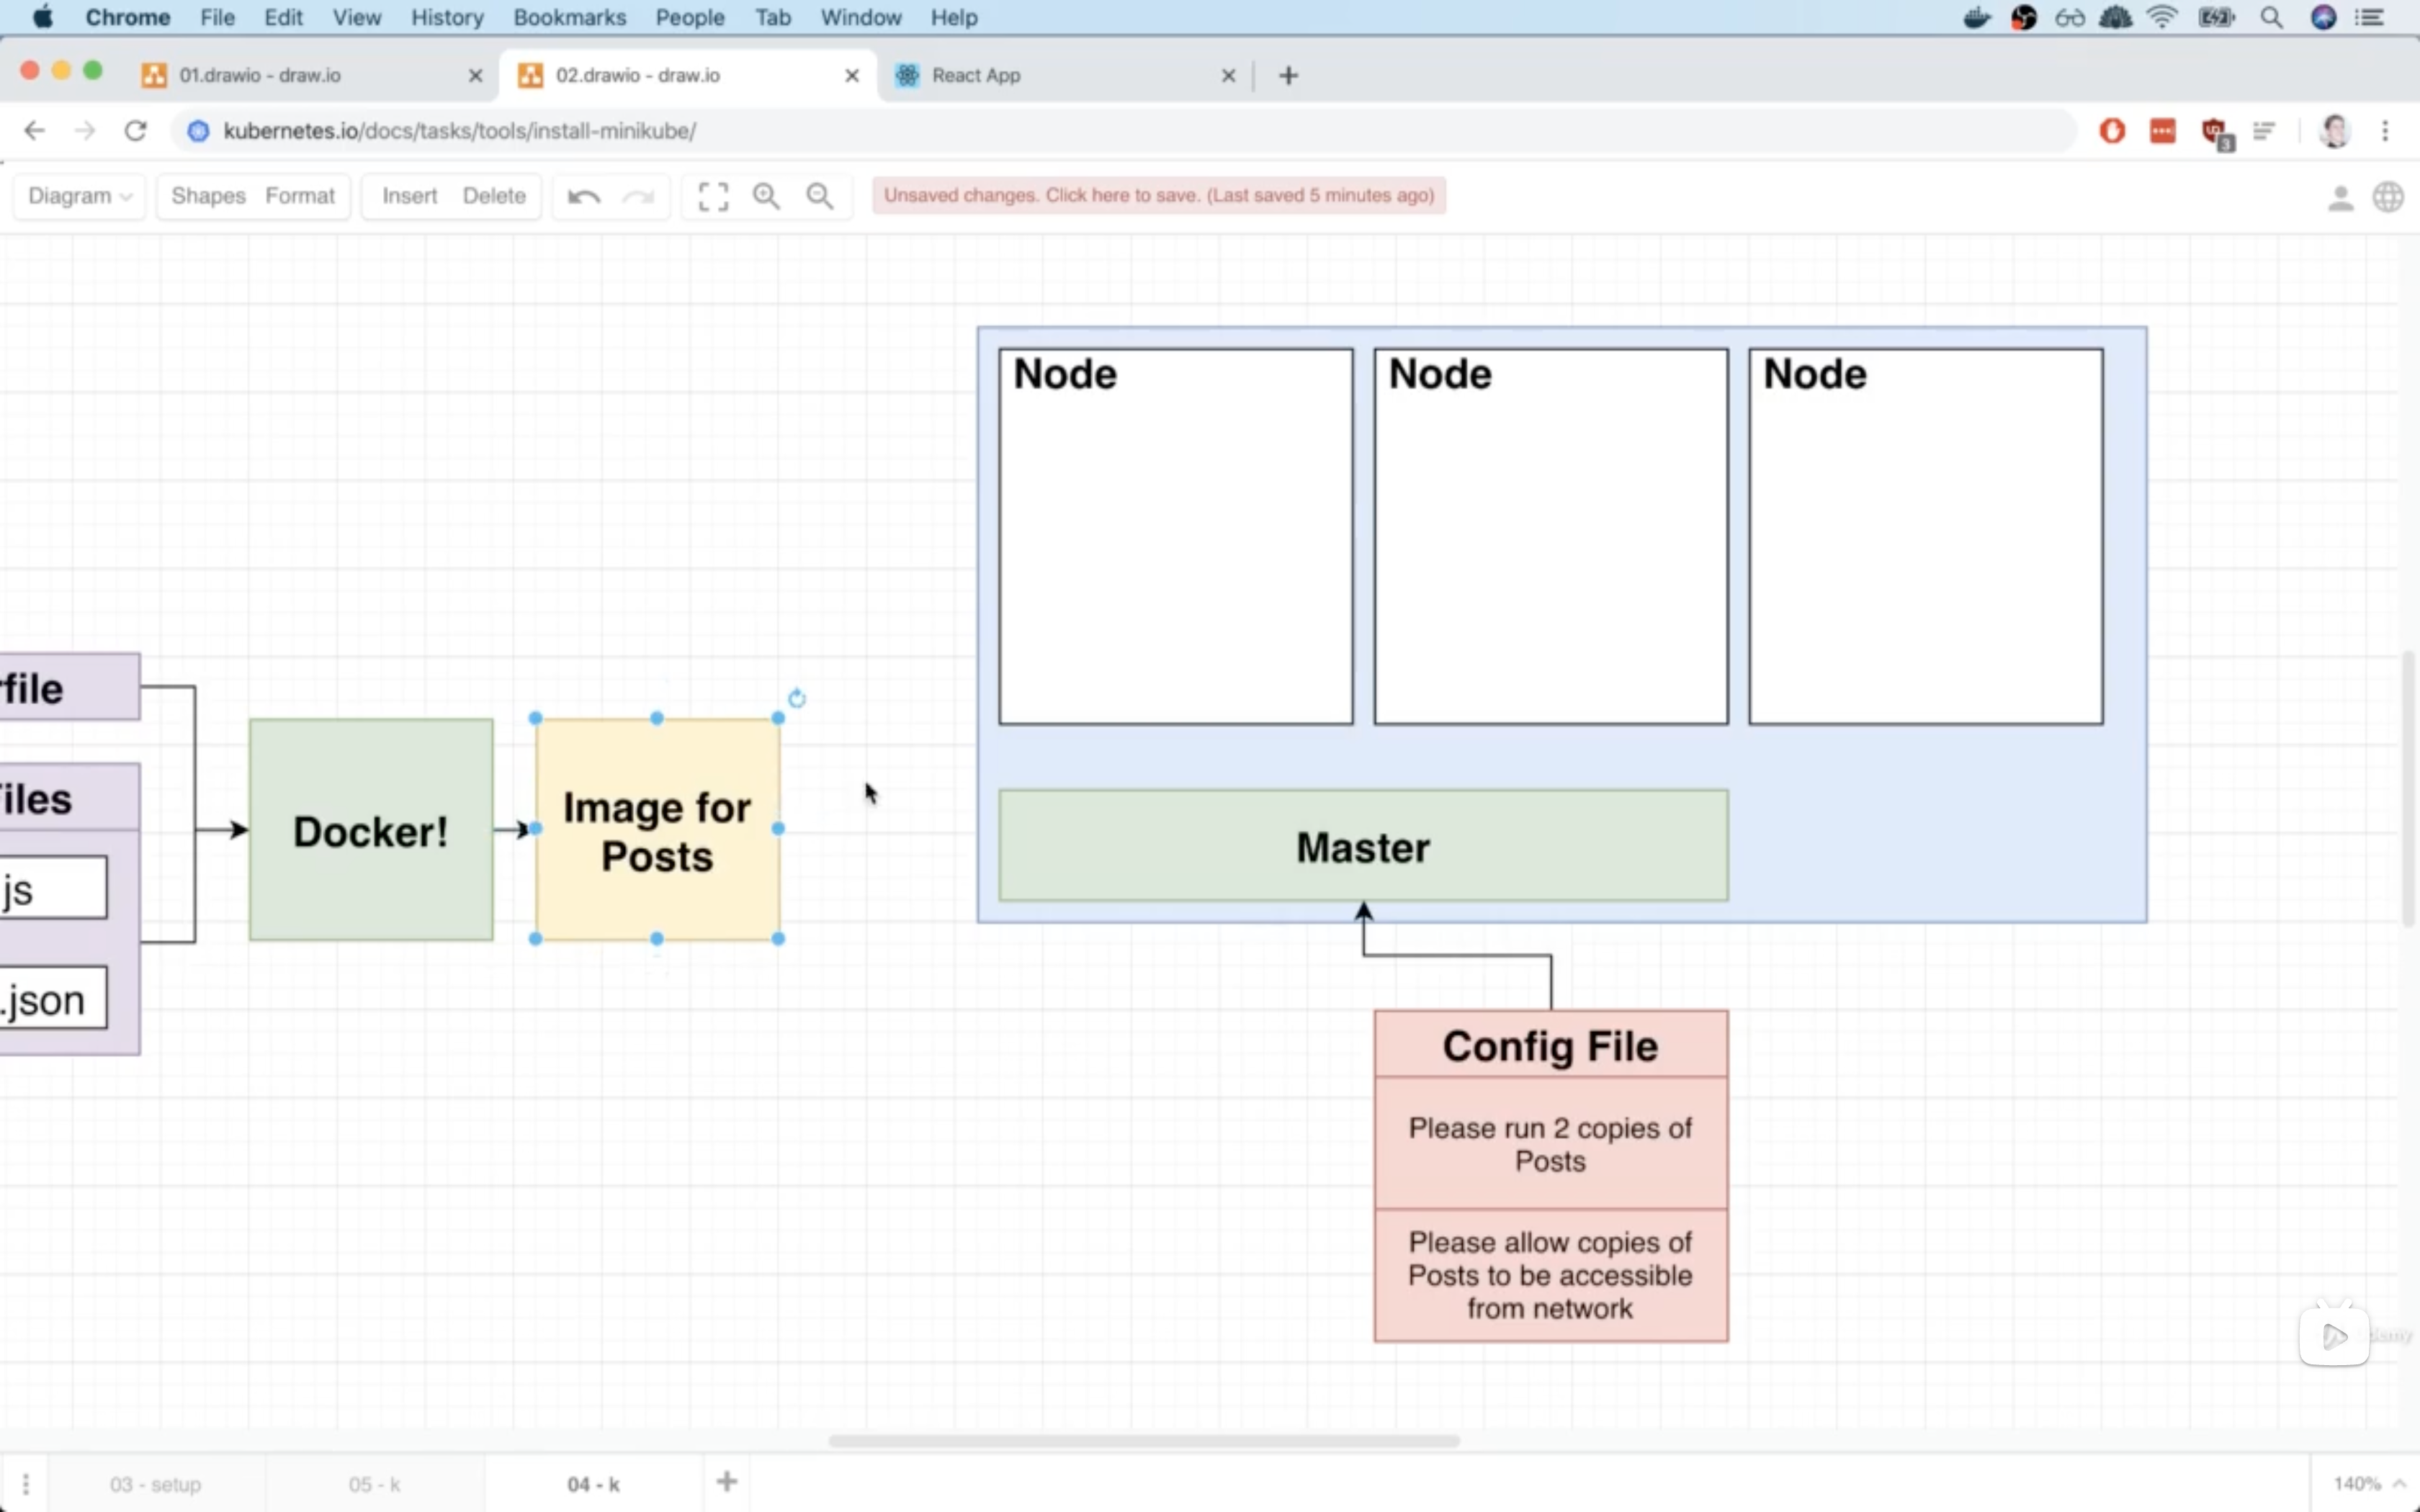 Chrome File Edit View History Bookmarks People Tab Window Help
01.drawio - draw.io
02.drawio - draw.io
React App
kubernetes.io/docs/tasks/tools/install-minikube/
3
Diagram Shapes Format Insert Delete
Unsaved changes. Click here to save. (Last saved 5 minutes ago)
Node
Node
Node
rfile
Files
js
.json
Docker!
Image for
Posts
Master
Config File
Please run 2 copies of
Posts
Please allow copies of
Posts to be accessible
from network
demy
03 - setup
05 - k
04 - k
140%